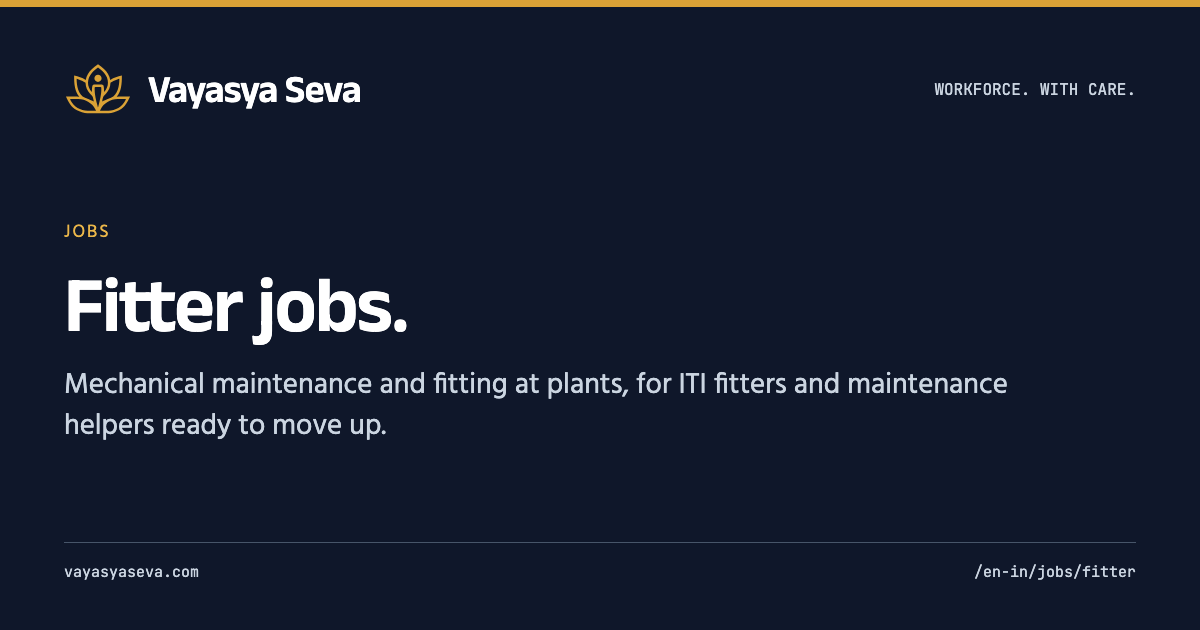 Vayasya Seva
WORKFORCE. WITH CARE.
JOBS
Fitter jobs.
Mechanical maintenance and fitting at plants, for ITI fitters and maintenance
helpers ready to move up.
vayasyaseva.com
/en-in/jobs/fitter